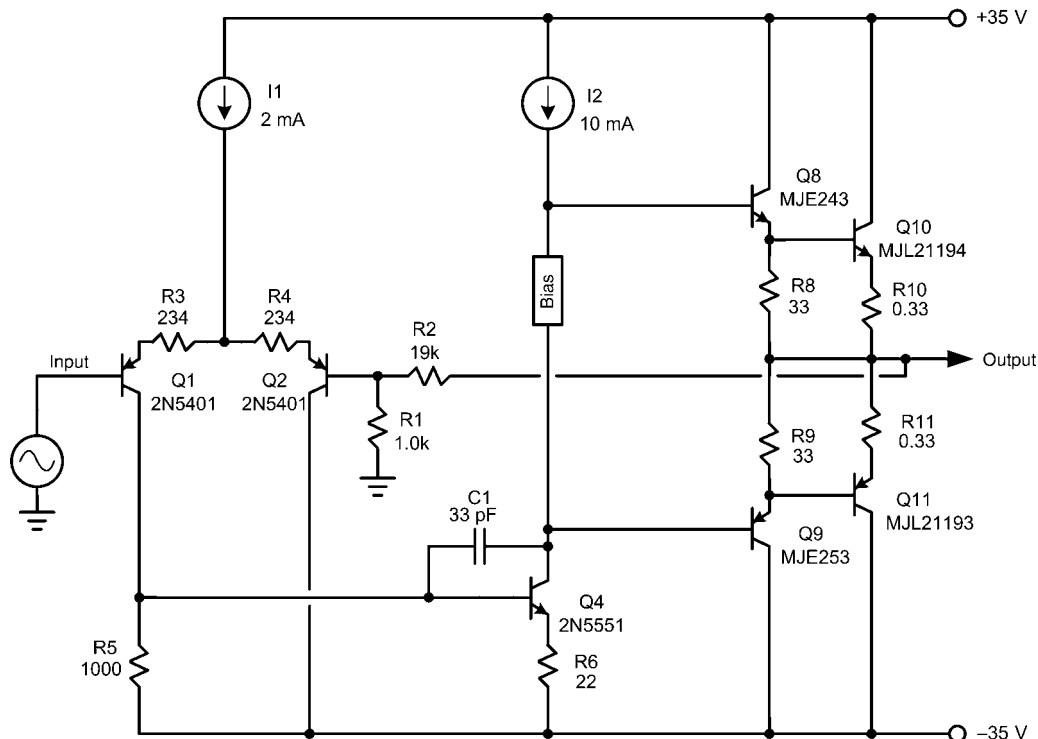 +35 V
I1
2 mA
I2
10 mA
Q8
MJE243
Q10
MJL21194
R8
33
R10
0.33
Bias
R3
234
R4
234
R2
19k
Input
Q1
2N5401
Q2
2N5401
R1
1.0k
Output
R9
33
R11
0.33
C1
33 pF
Q9
MJE253
Q11
MJL21193
Q4
2N5551
R5
1000
R6
22
–35 V